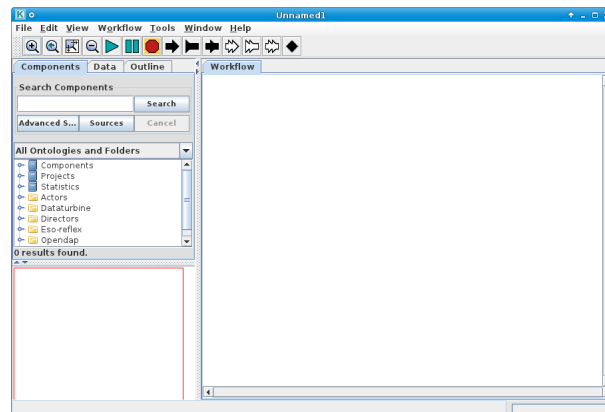 Unnamed1
File Edit View Workflow Tools Window Help
Components Data Outline
Workflow
Search Components
Search
Advanced S... Sources Cancel
All Ontologies and Folders
Components
Projects
Statistics
Actors
Dataturbine
Directors
Eso-reflex
Opendap
0 results found.